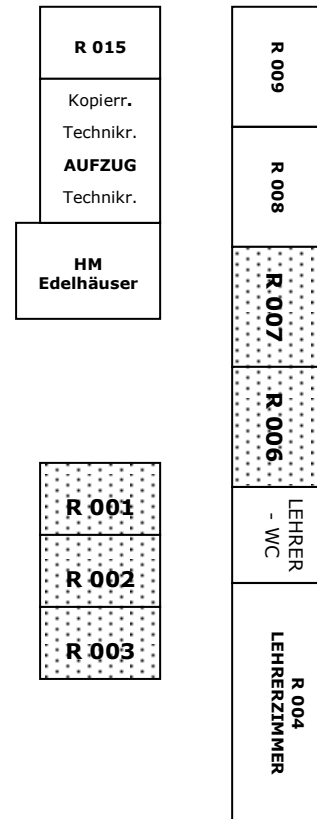 R 015
Kopierr.
Technikr.
AUFZUG
Technikr.
HM
Edelhäuser
R 001
R 002
R 003
R 009
R 008
R 007
R 006
LEHRER
- WC
R 004
LEHRERZIMMER